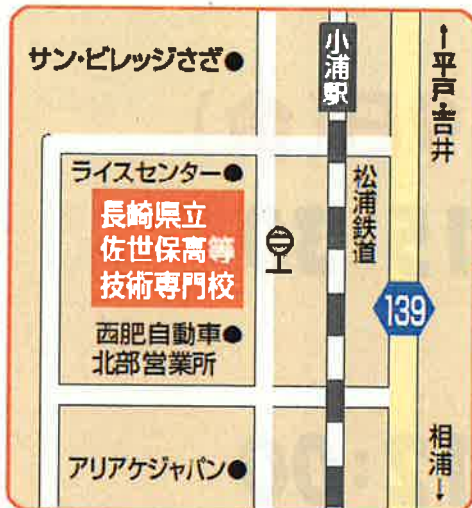 サン・ビレッジさざ●
小浦駅
↑平戸・吉井
ライスセンター●
長崎県立
佐世保高等
技術専門校
松浦鉄道
139
西肥自動車●
北部営業所
アリアケジャパン●
相浦↓